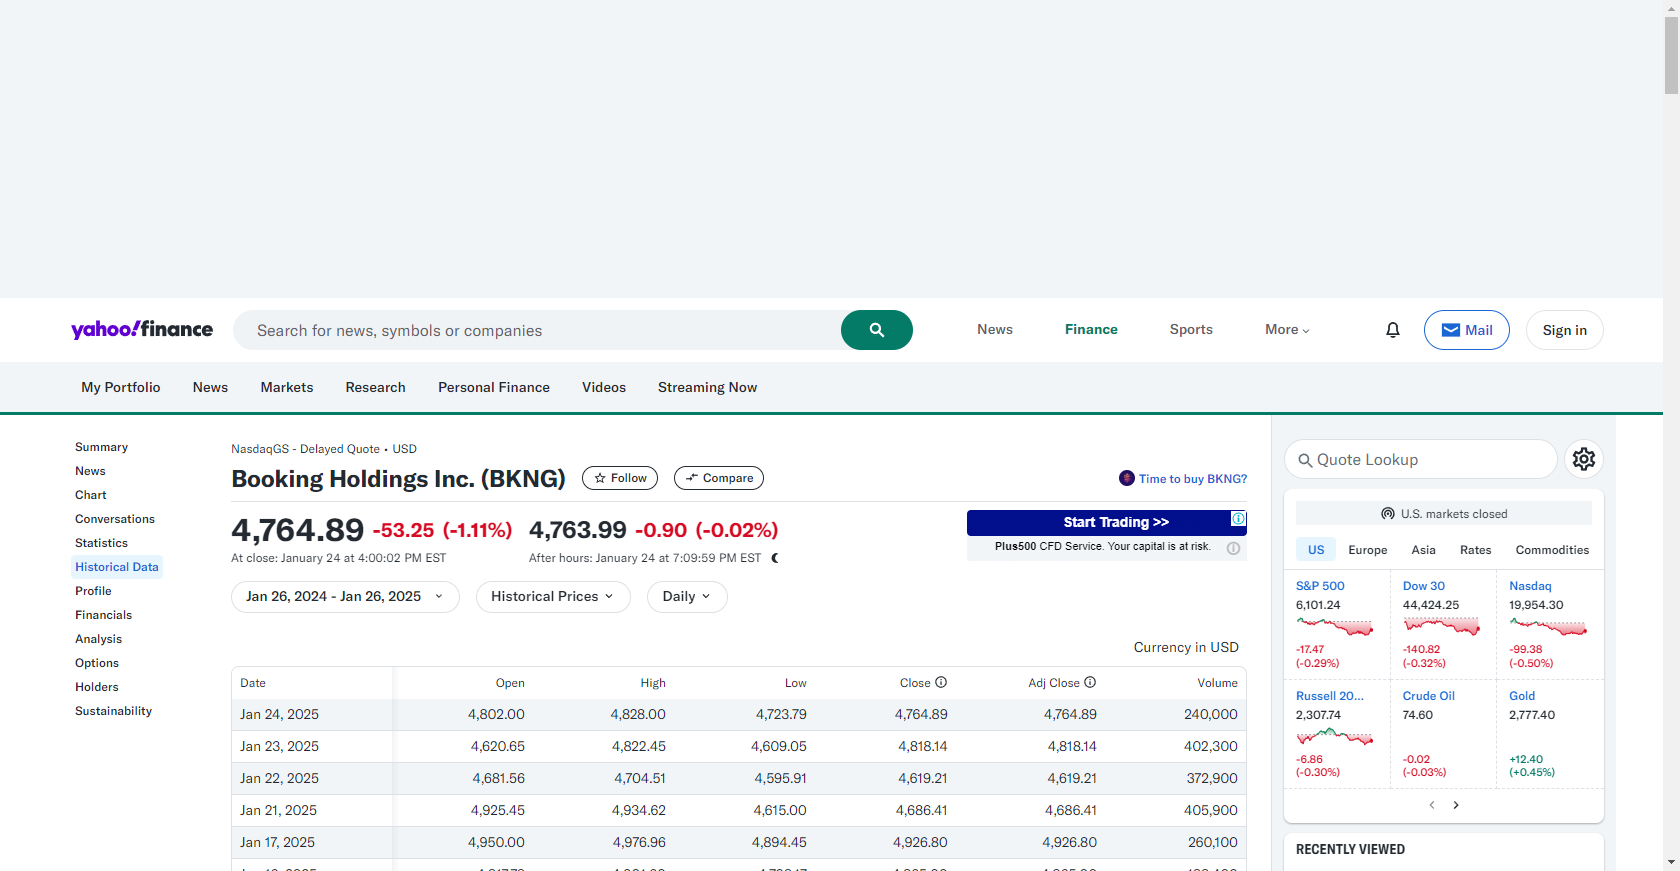 yahoo!finance
Search for news, symbols or companies
News Finance Sports More
Mail
Sign in
My Portfolio News Markets Research Personal Finance Videos Streaming Now
Summary
News
Chart
Conversations
Statistics
Historical Data
Profile
Financials
Analysis
Options
Holders
Sustainability
NasdaqGS - Delayed Quote • USD
Booking Holdings Inc. (BKNG)
Follow
Compare
Time to buy BKNG?
4,764.89 -53.25 (-1.11%) 4,763.99 -0.90 (-0.02%)
At close: January 24 at 4:00:02 PM EST
After hours: January 24 at 7:09:59 PM EST
Start Trading >>
Plus500 CFD Service. Your capital is at risk.
Jan 26, 2024 - Jan 26, 2025
Historical Prices
Daily
Currency in USD
Date Open High Low Close Adj Close Volume
Jan 24, 2025 4,802.00 4,828.00 4,723.79 4,764.89 4,764.89 240,000
Jan 23, 2025 4,620.65 4,822.45 4,609.05 4,818.14 4,818.14 402,300
Jan 22, 2025 4,681.56 4,704.51 4,595.91 4,619.21 4,619.21 372,900
Jan 21, 2025 4,925.45 4,934.62 4,615.00 4,686.41 4,686.41 405,900
Jan 17, 2025 4,950.00 4,976.96 4,894.45 4,926.80 4,926.80 260,100
Quote Lookup
U.S. markets closed
US Europe Asia Rates Commodities
S&P 500 Dow 30 Nasdaq
6,101.24 44,424.25 19,954.30
-17.47 -140.82 -99.38
(-0.29%) (-0.32%) (-0.50%)
Russell 20... Crude Oil Gold
2,307.74 74.60 2,777.40
-6.86 -0.02 +12.40
(-0.30%) (-0.03%) (+0.45%)
RECENTLY VIEWED